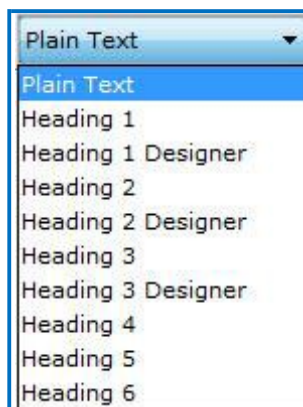 Plain Text
Plain Text
Heading 1
Heading 1 Designer
Heading 2
Heading 2 Designer
Heading 3
Heading 3 Designer
Heading 4
Heading 5
Heading 6